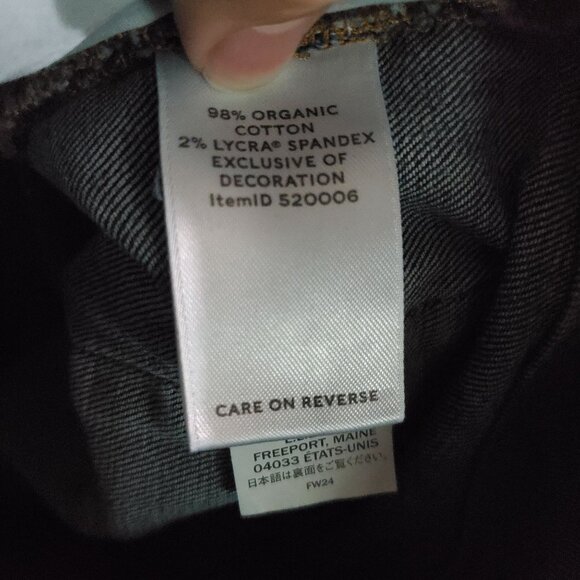 98% ORGANIC
COTTON
2% LYCRA® SPANDEX
EXCLUSIVE OF
DECORATION
ItemID 520006
CARE ON REVERSE
FREEPORT, MAINE
04033 ÉTATS-UNIS
日本語は裏面をご覧ください。
FW24